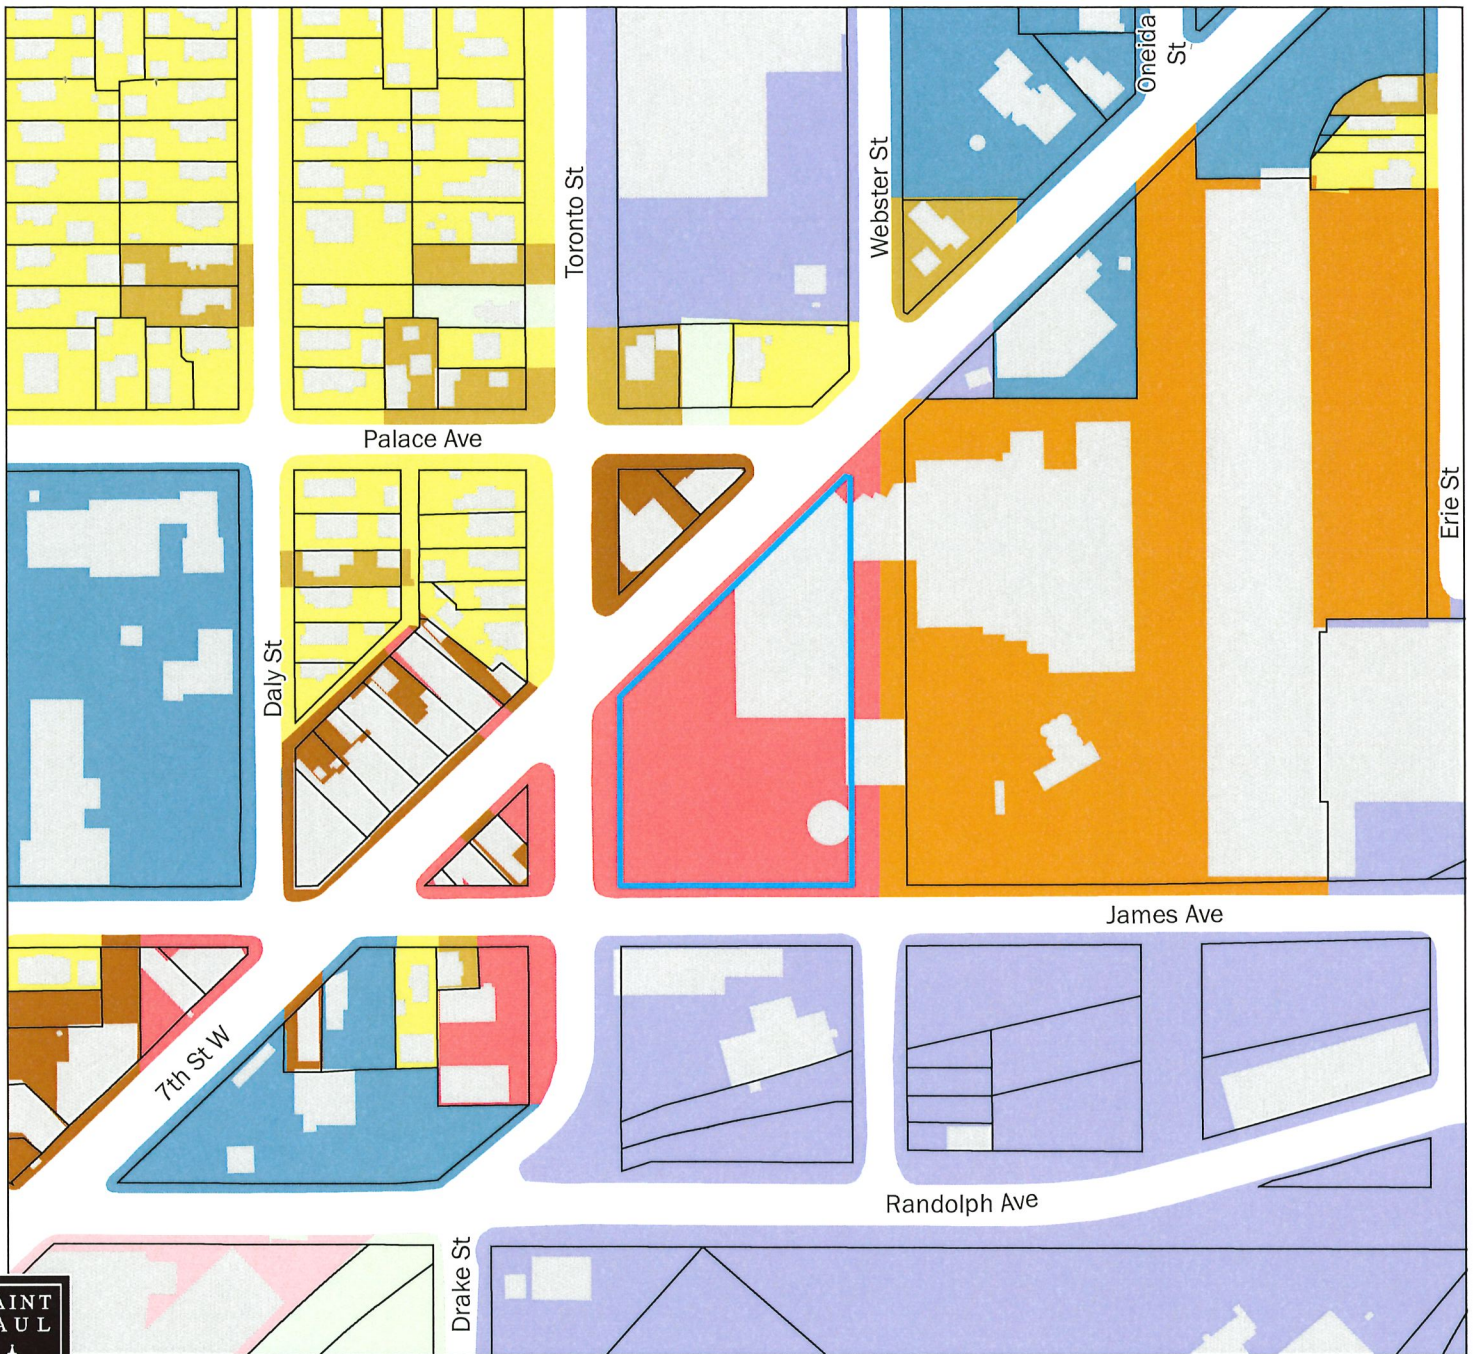 Oneida
St
Webster St
Toronto St
Palace Ave
Erie St
Daly St
James Ave
7th St W
Randolph Ave
Drake St
AINT
AUL